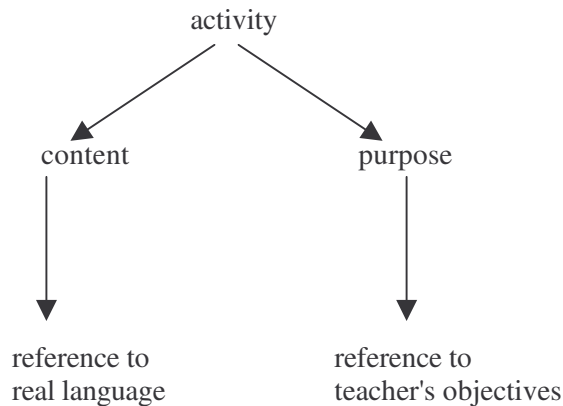 activity
content
purpose
reference to
real language
reference to
teacher's objectives